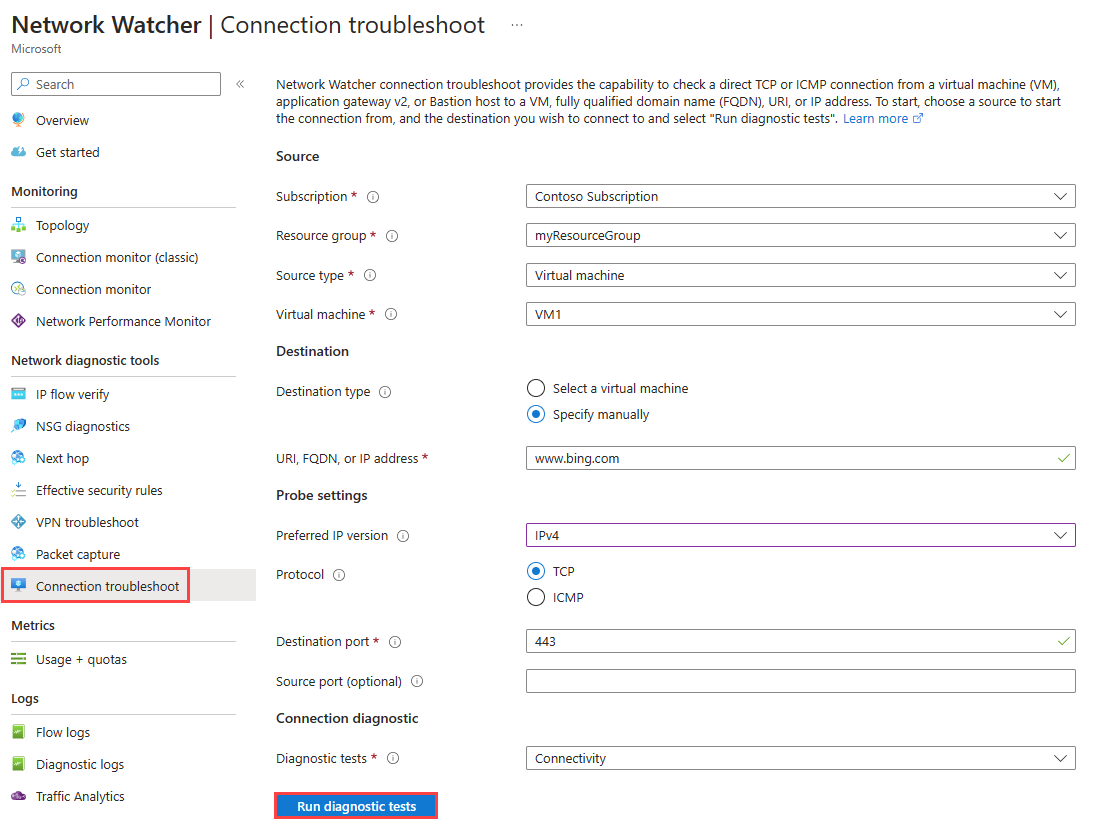 Network Watcher | Connection troubleshoot ...
Microsoft
Search «
Overview
Get started
Monitoring
Topology
Connection monitor (classic)
Connection monitor
Network Performance Monitor
Network diagnostic tools
IP flow verify
NSG diagnostics
Next hop
Effective security rules
VPN troubleshoot
Packet capture
Connection troubleshoot
Metrics
Usage + quotas
Logs
Flow logs
Diagnostic logs
Traffic Analytics
Network Watcher connection troubleshoot provides the capability to check a direct TCP or ICMP connection from a virtual machine (VM),
application gateway v2, or Bastion host to a VM, fully qualified domain name (FQDN), URI, or IP address. To start, choose a source to start
the connection from, and the destination you wish to connect to and select "Run diagnostic tests". Learn more
Source
Subscription * Contoso Subscription
Resource group * myResourceGroup
Source type * Virtual machine
Virtual machine * VM1
Destination
Destination type Select a virtual machine
Specify manually
URI, FQDN, or IP address * www.bing.com
Probe settings
Preferred IP version IPv4
Protocol TCP
ICMP
Destination port * 443
Source port (optional)
Connection diagnostic
Diagnostic tests * Connectivity
Run diagnostic tests